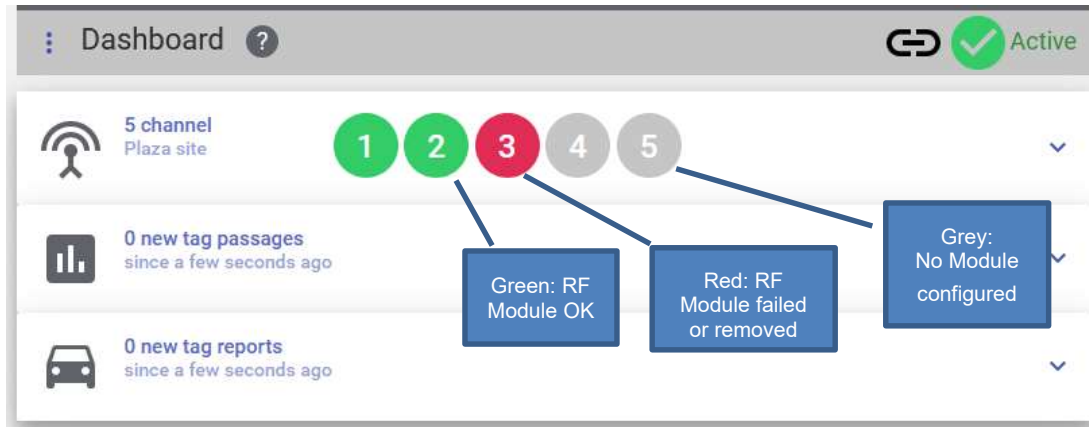 Dashboard ?
Active
5 channel
Plaza site
1 2 3 4 5
0 new tag passages
since a few seconds ago
Green: RF
Module OK
Red: RF
Module failed
or removed
Grey:
No Module
configured
0 new tag reports
since a few seconds ago